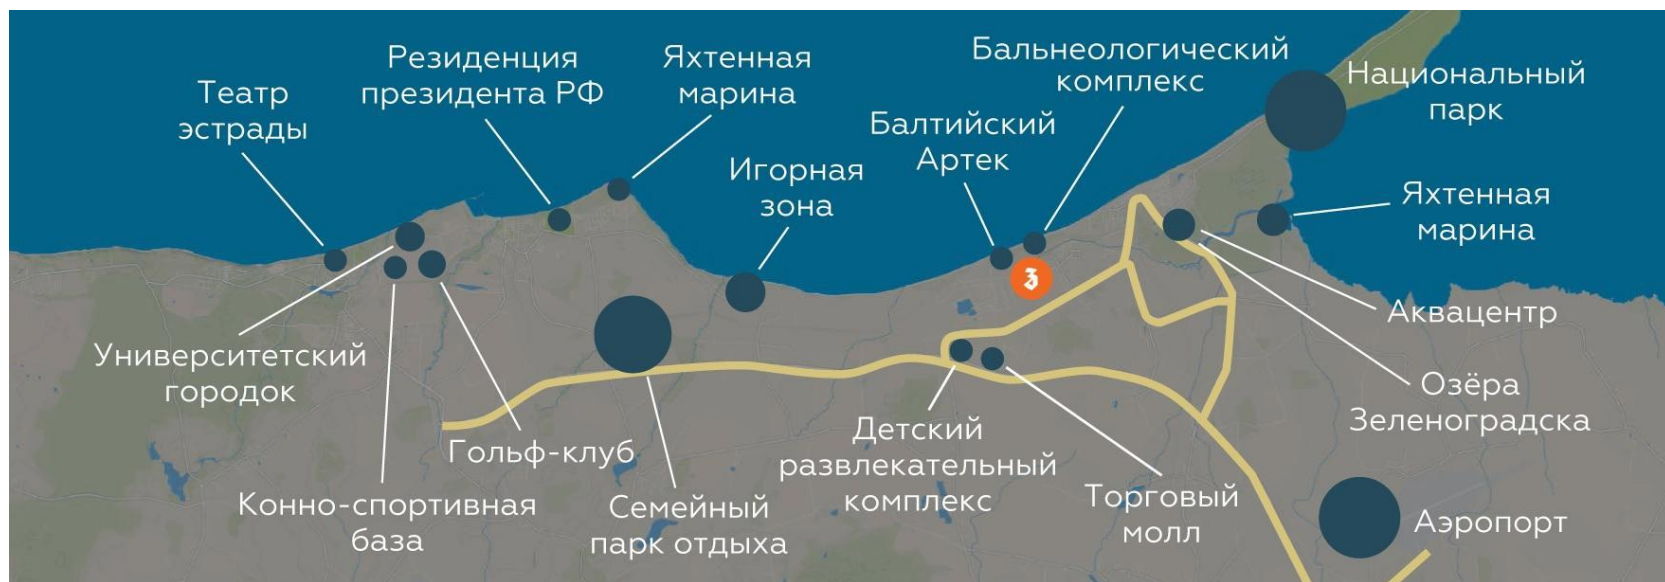 Театр
эстрады
Резиденция
президента РФ
Яхтенная
марина
Игорная
зона
Балтийский
Артек
Бальнеологический
комплекс
Национальный
парк
Яхтенная
марина
Аквацентр
Озёра
Зеленоградска
Университетский
городок
Гольф-клуб
Конно-спортивная
база
Семейный
парк отдыха
Детский
развлекательный
комплекс
Торговый
молл
Аэропорт